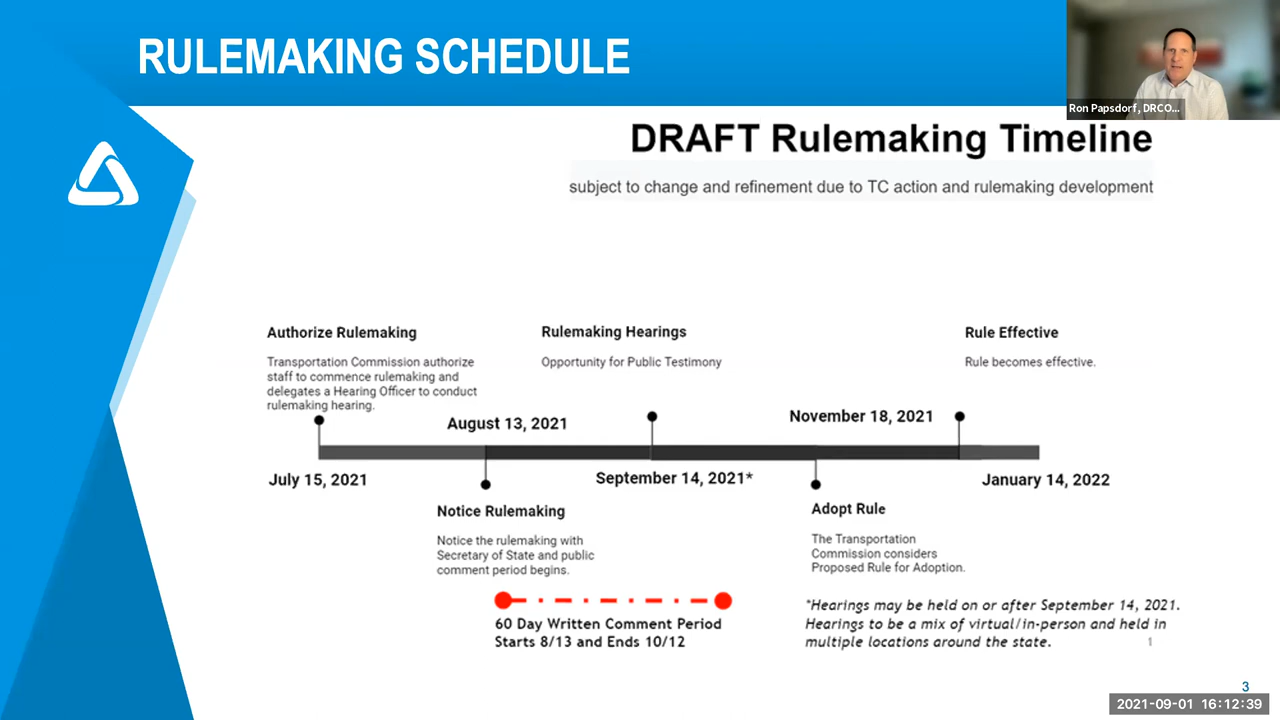 RULEMAKING SCHEDULE
Ron Papsdorf, DRCO...
DRAFT Rulemaking Timeline
subject to change and refinement due to TC action and rulemaking development
Authorize Rulemaking
Transportation Commission authorize
staff to commence rulemaking and
delegates a Hearing Officer to conduct
rulemaking hearing.
Rulemaking Hearings
Opportunity for Public Testimony
Rule Effective
Rule becomes effective.
August 13, 2021
November 18, 2021
July 15, 2021
September 14, 2021*
January 14, 2022
Notice Rulemaking
Notice the rulemaking with
Secretary of State and public
comment period begins.
Adopt Rule
The Transportation
Commission considers
Proposed Rule for Adoption.
60 Day Written Comment Period
Starts 8/13 and Ends 10/12
*Hearings may be held on or after September 14, 2021.
Hearings to be a mix of virtual/in-person and held in
multiple locations around the state.
1
3
2021-09-01 16:12:39